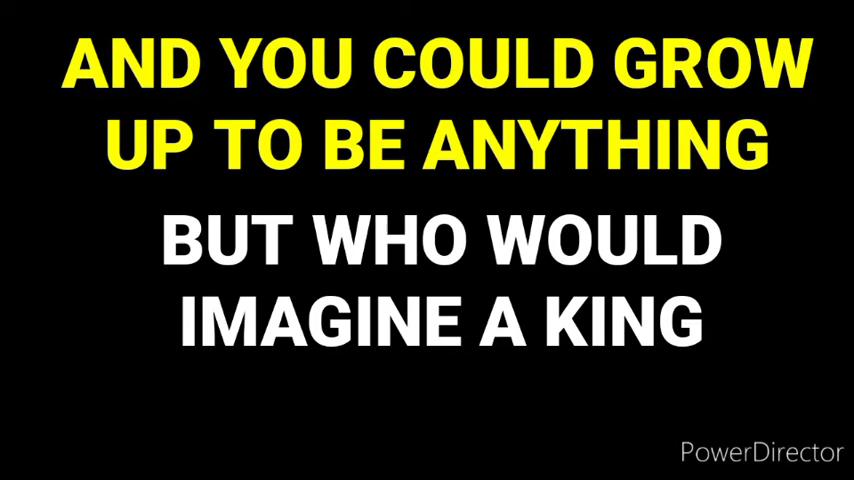 AND YOU COULD GROW
UP TO BE ANYTHING
BUT WHO WOULD
IMAGINE A KING
PowerDirector